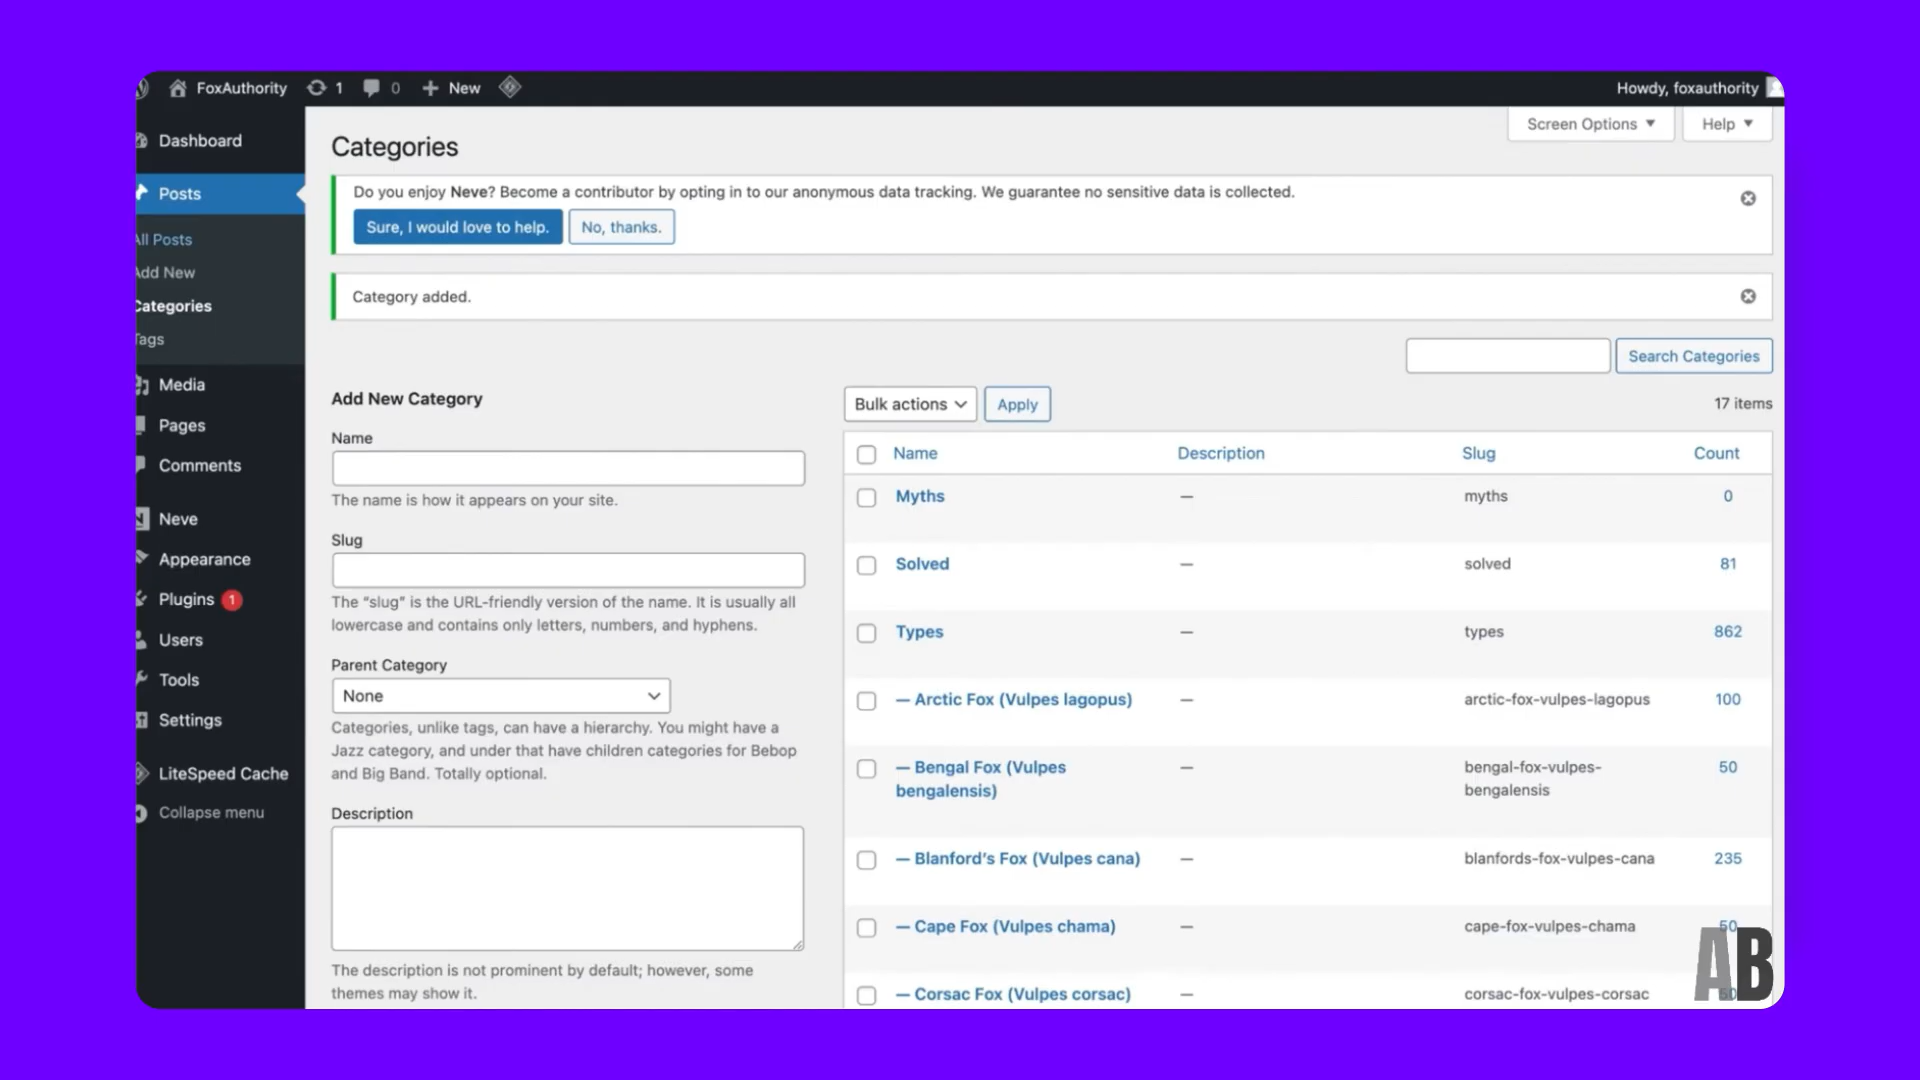 FoxAuthority 1 0 New
Howdy, foxauthority
Dashboard
Posts
All Posts
Add New
Categories
Tags
Media
Pages
Comments
Neve
Appearance
Plugins 1
Users
Tools
Settings
LiteSpeed Cache
Collapse menu
Screen Options
Help
Categories
Do you enjoy Neve? Become a contributor by opting in to our anonymous data tracking. We guarantee no sensitive data is collected.
Sure, I would love to help. No, thanks.
Category added.
Search Categories
Add New Category
Name
The name is how it appears on your site.
Slug
The “slug” is the URL-friendly version of the name. It is usually all
lowercase and contains only letters, numbers, and hyphens.
Parent Category
None
Categories, unlike tags, can have a hierarchy. You might have a
Jazz category, and under that have children categories for Bebop
and Big Band. Totally optional.
Description
The description is not prominent by default; however, some
themes may show it.
Bulk actions Apply
17 items
Name Description Slug Count
Myths — myths 0
Solved — solved 81
Types — types 862
— Arctic Fox (Vulpes lagopus) — arctic-fox-vulpes-lagopus 100
— Bengal Fox (Vulpes — bengal-fox-vulpes- 50
bengalensis) bengalensis
— Blanford’s Fox (Vulpes cana) — blanfords-fox-vulpes-cana 235
— Cape Fox (Vulpes chama) — cape-fox-vulpes-chama 50
— Corsac Fox (Vulpes corsac) — corsac-fox-vulpes-corsac 50
AB